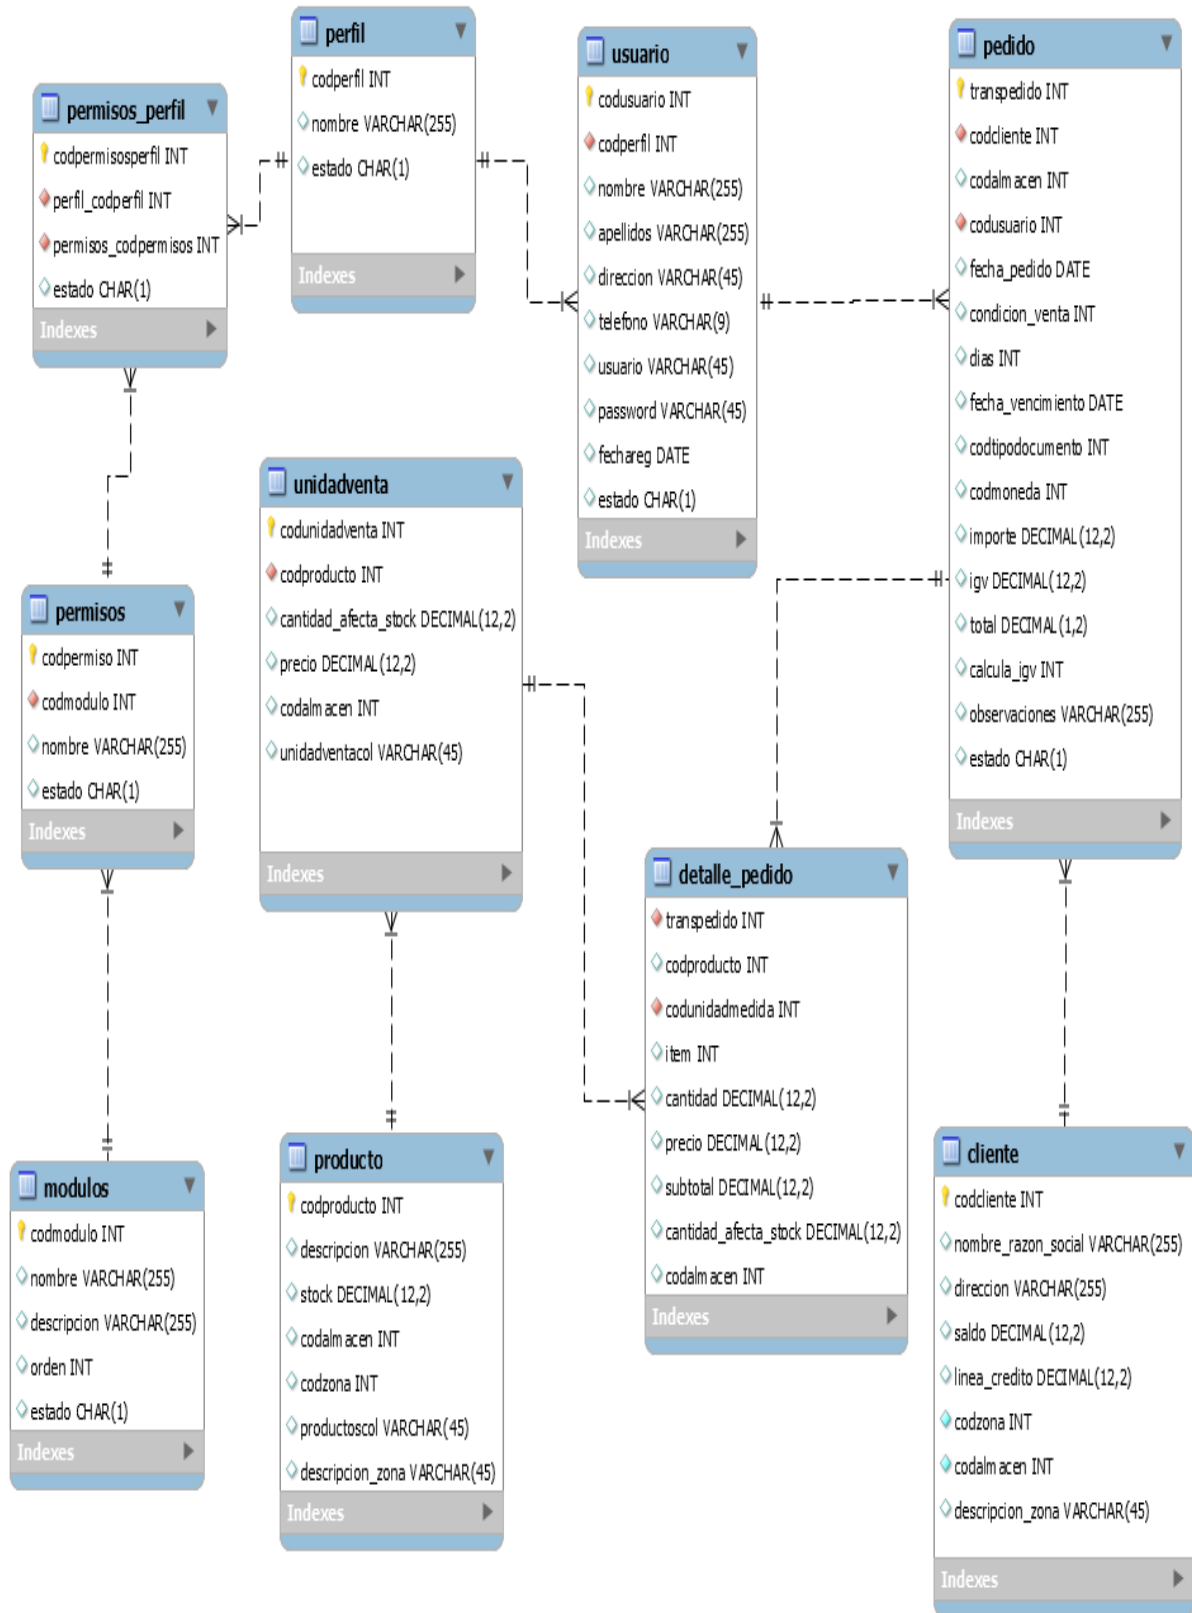 perfil
codperfil INT
nombre VARCHAR(255)
estado CHAR(1)
Indexes
usuario
codusuario INT
codperfil INT
nombre VARCHAR(255)
apellidos VARCHAR(255)
direccion VARCHAR(45)
telefono VARCHAR(9)
usuario VARCHAR(45)
password VARCHAR(45)
fechareg DATE
estado CHAR(1)
Indexes
pedido
transpedido INT
codcliente INT
codalmacen INT
codusuario INT
fecha_pedido DATE
condicion_venta INT
dias INT
fecha_vencimiento DATE
codtipodocumento INT
codmoneda INT
importe DECIMAL(12,2)
igv DECIMAL(12,2)
total DECIMAL(1,2)
calcula_igv INT
observaciones VARCHAR(255)
estado CHAR(1)
Indexes
permisos_perfil
codpermisosperfil INT
perfil_codperfil INT
permisos_codpermisos INT
estado CHAR(1)
Indexes
unidadventa
codunidadventa INT
codproducto INT
cantidad_afecta_stock DECIMAL(12,2)
precio DECIMAL(12,2)
codalmacen INT
unidadventacol VARCHAR(45)
Indexes
permisos
codpermiso INT
codmodulo INT
nombre VARCHAR(255)
estado CHAR(1)
Indexes
detalle_pedido
transpedido INT
codproducto INT
codunidadmedida INT
item INT
cantidad DECIMAL(12,2)
precio DECIMAL(12,2)
subtotal DECIMAL(12,2)
cantidad_afecta_stock DECIMAL(12,2)
codalmacen INT
Indexes
modulos
codmodulo INT
nombre VARCHAR(255)
descripcion VARCHAR(255)
orden INT
estado CHAR(1)
Indexes
producto
codproducto INT
descripcion VARCHAR(255)
stock DECIMAL(12,2)
codalmacen INT
codzona INT
productoscol VARCHAR(45)
descripcion_zona VARCHAR(45)
Indexes
cliente
codcliente INT
nombre_razon_social VARCHAR(255)
direccion VARCHAR(255)
saldo DECIMAL(12,2)
linea_credito DECIMAL(12,2)
codzona INT
codalmacen INT
descripcion_zona VARCHAR(45)
Indexes